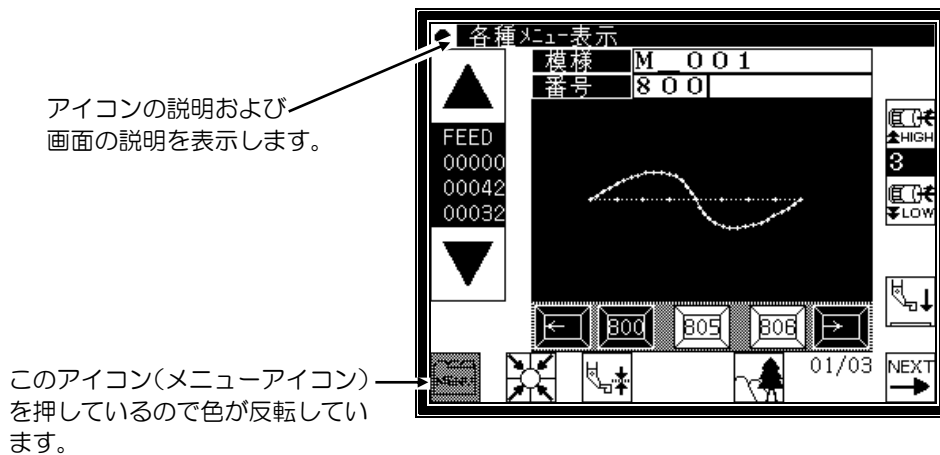 各種メニュー表示
模様 M_001
番号 800
アイコンの説明および
画面の説明を表示します。
FEED
00000
00042
00032
HIGH
3
LOW
← 800 805 806 →
MENU
01/03
NEXT
このアイコン（メニューアイコン）
を押しているので色が反転してい
ます。